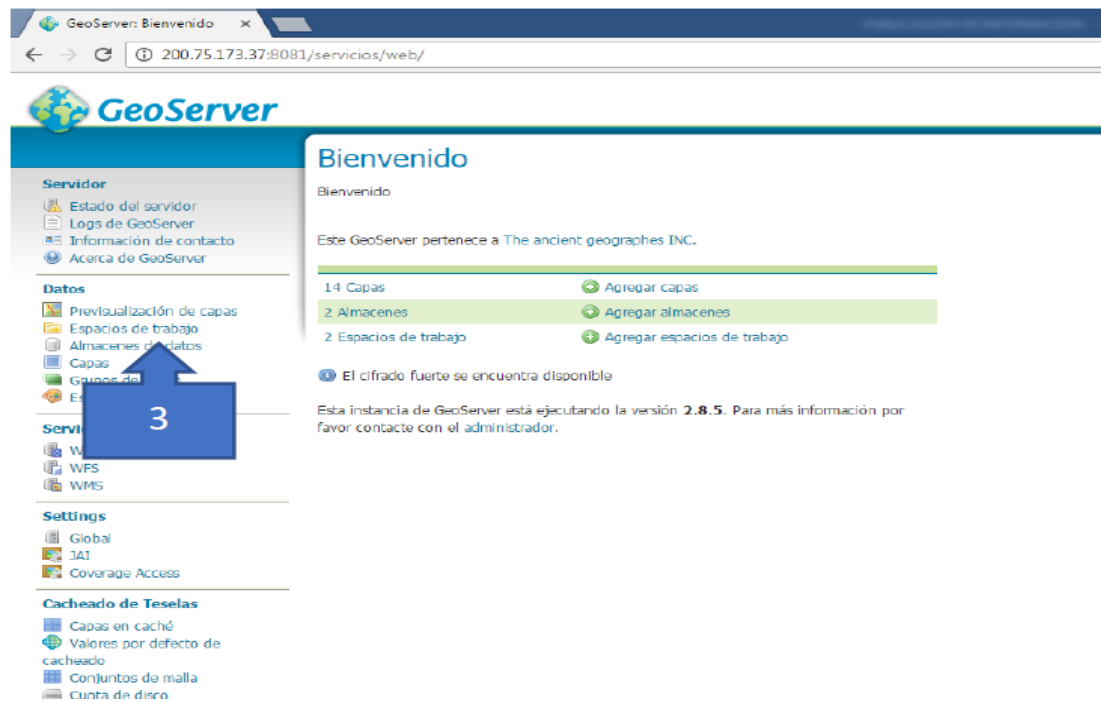 GeoServer: Bienvenido
200.75.173.37:8081/servicios/web/
GeoServer
Bienvenido
Bienvenido
Este GeoServer pertenece a The ancient geographes INC.
14 Capas Agregar capas
2 Almacenes Agregar almacenes
2 Espacios de trabajo Agregar espacios de trabajo
El cifrado fuerte se encuentra disponible
Esta instancia de GeoServer está ejecutando la versión 2.8.5. Para más información por
favor contacte con el administrador.
Servidor
Estado del servidor
Logs de GeoServer
Información de contacto
Acerca de GeoServer
Datos
Previsualización de capas
Espacios de trabajo
Almacenes de datos
Capas
Grupos de
3
WFS
WMS
Settings
Global
JAI
Coverage Access
Cacheado de Teselas
Capas en caché
Valores por defecto de
cacheado
Conjuntos de malla
Cuota de disco